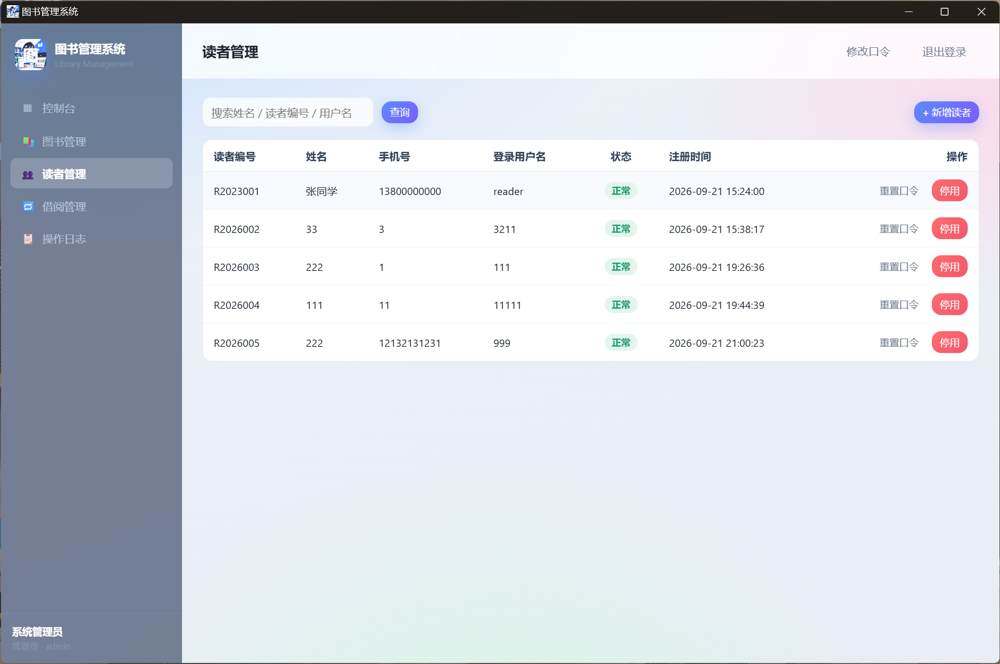 图书管理系统
图
图书管理系统
Library Management
读者管理
修改口令
退出登录
控制台
图书管理
读者管理
借阅管理
操作日志
搜索姓名 / 读者编号 / 用户名
查询
+ 新增读者
读者编号 姓名 手机号 登录用户名 状态 注册时间 操作
R2023001 张同学 13800000000 reader 正常 2026-09-21 15:24:00 重置口令 停用
R2026002 33 3 3211 正常 2026-09-21 15:38:17 重置口令 停用
R2026003 222 1 111 正常 2026-09-21 19:26:36 重置口令 停用
R2026004 111 11 11111 正常 2026-09-21 19:44:39 重置口令 停用
R2026005 222 12132131231 999 正常 2026-09-21 21:00:23 重置口令 停用
系统管理员
管理员 · admin